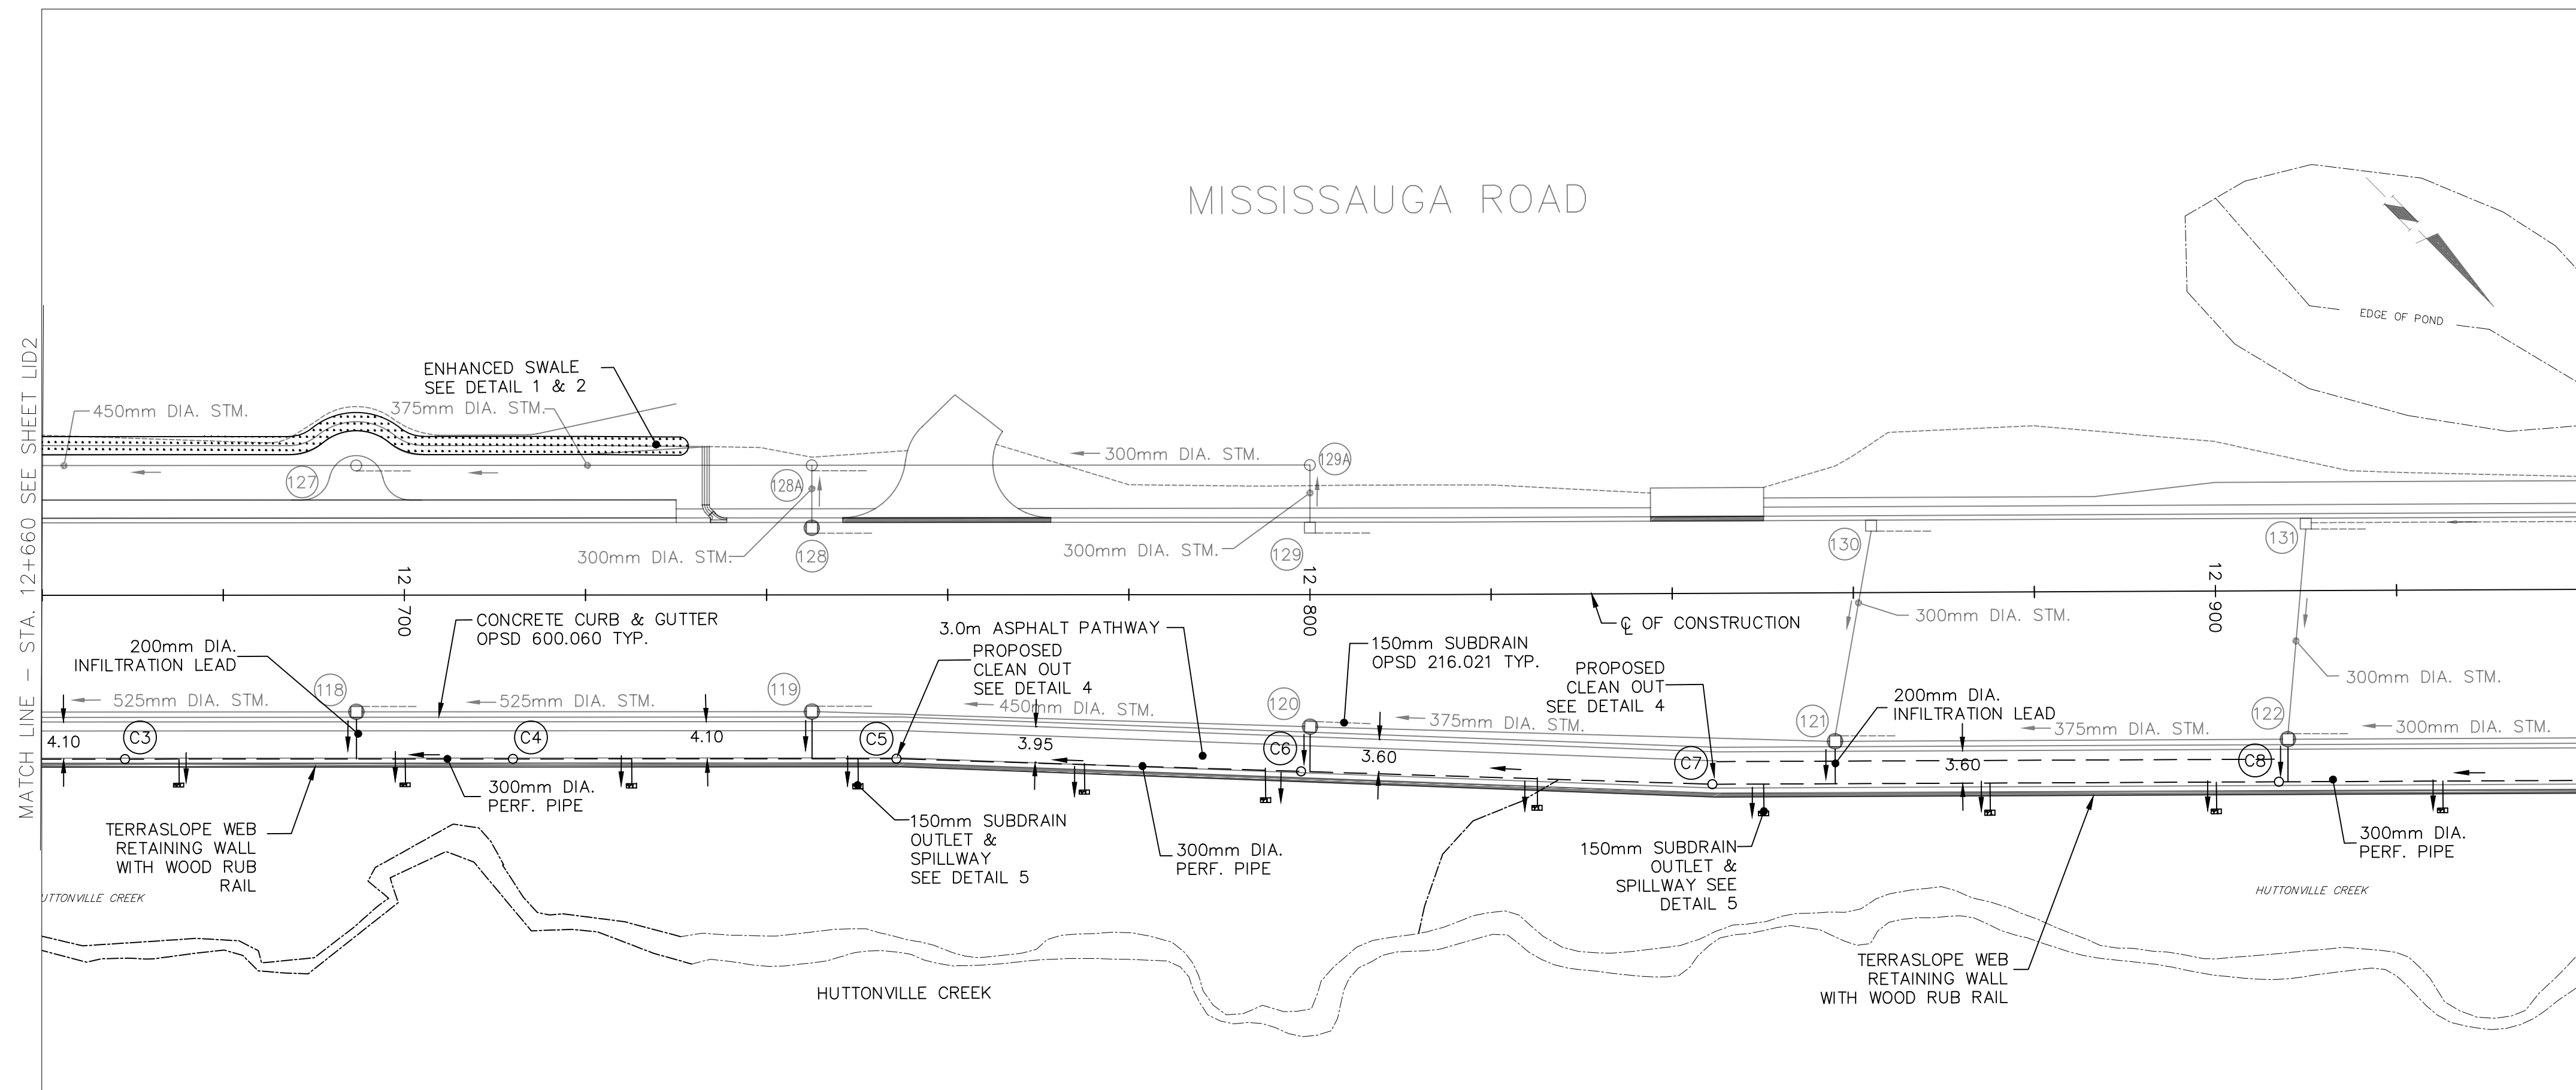 MISSISSAUGA ROAD
EDGE OF POND
MATCH LINE – STA. 12+660 SEE SHEET LID2
ENHANCED SWALE
SEE DETAIL 1 & 2
450mm DIA. STM.
375mm DIA. STM.
300mm DIA. STM.
127
128A
129A
300mm DIA. STM.
128
300mm DIA. STM.
129
130
131
12
700
12
800
12
900
℄ OF CONSTRUCTION
300mm DIA. STM.
300mm DIA. STM.
CONCRETE CURB & GUTTER
OPSD 600.060 TYP.
200mm DIA.
INFILTRATION LEAD
3.0m ASPHALT PATHWAY
PROPOSED
CLEAN OUT
SEE DETAIL 4
150mm SUBDRAIN
OPSD 216.021 TYP.
PROPOSED
CLEAN OUT
SEE DETAIL 4
200mm DIA.
INFILTRATION LEAD
525mm DIA. STM.
118
525mm DIA. STM.
119
450mm DIA. STM.
120
375mm DIA. STM.
121
375mm DIA. STM.
122
300mm DIA. STM.
4.10
C3
C4
4.10
C5
3.95
C6
3.60
C7
3.60
C8
300mm DIA.
PERF. PIPE
TERRASLOPE WEB
RETAINING WALL
WITH WOOD RUB
RAIL
150mm SUBDRAIN
OUTLET &
SPILLWAY
SEE DETAIL 5
300mm DIA.
PERF. PIPE
150mm SUBDRAIN
OUTLET &
SPILLWAY SEE
DETAIL 5
300mm DIA.
PERF. PIPE
UTTONVILLE CREEK
HUTTONVILLE CREEK
HUTTONVILLE CREEK
TERRASLOPE WEB
RETAINING WALL
WITH WOOD RUB RAIL